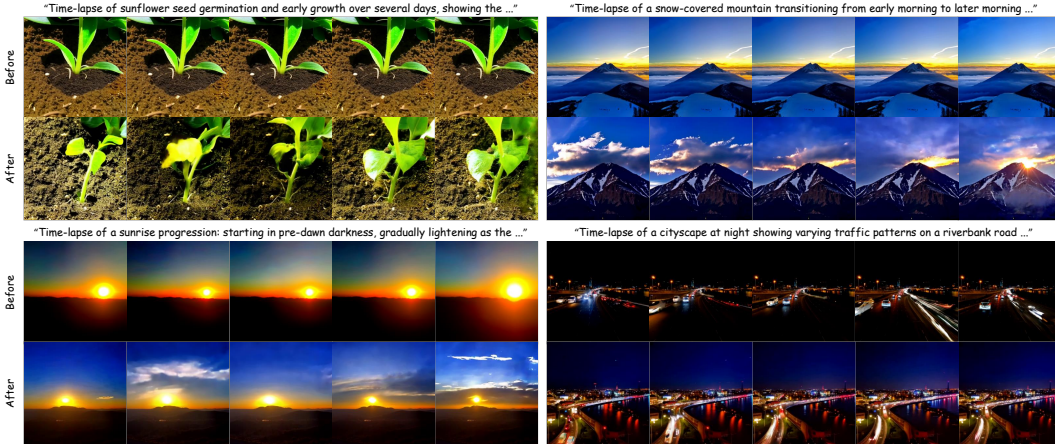 “Time-lapse of sunflower seed germination and early growth over several days, showing the ...”
Before
After
“Time-lapse of a snow-covered mountain transitioning from early morning to later morning ...”
“Time-lapse of a sunrise progression: starting in pre-dawn darkness, gradually lightening as the ...”
Before
After
“Time-lapse of a cityscape at night showing varying traffic patterns on a riverbank road ...”